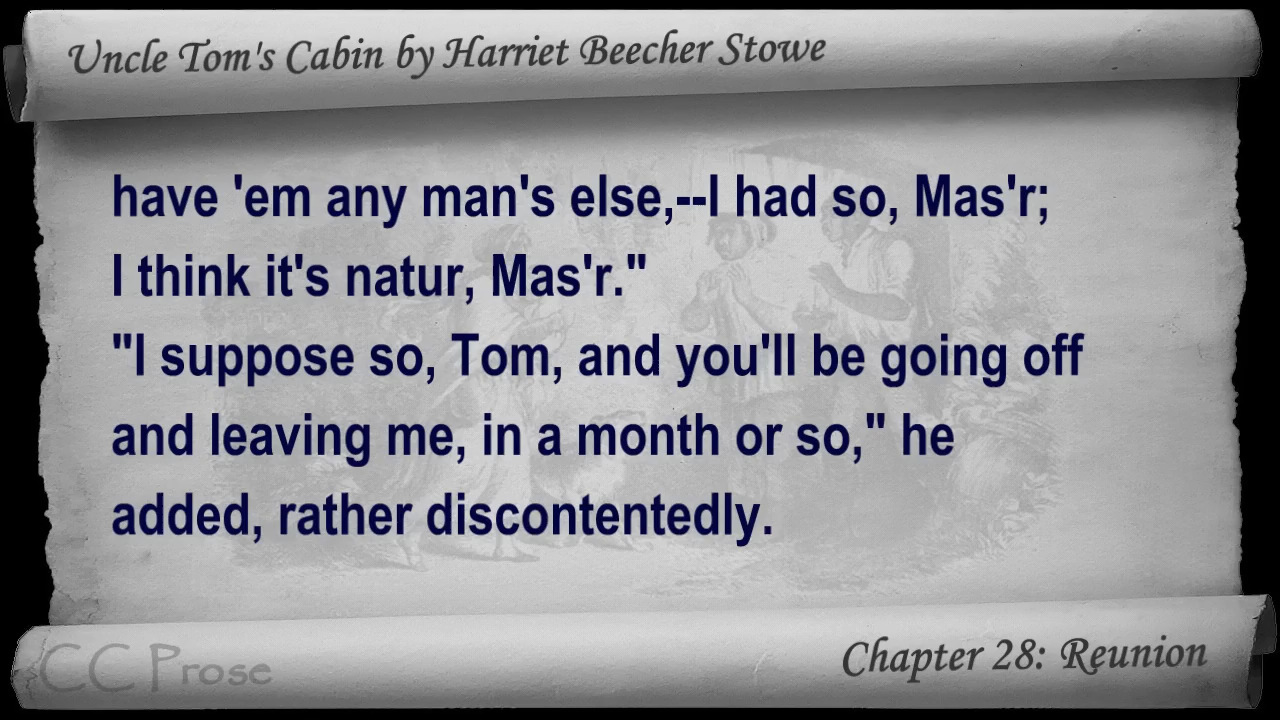 Uncle Tom's Cabin by Harriet Beecher Stowe
have 'em any man's else,--I had so, Mas'r;
I think it's natur, Mas'r."
"I suppose so, Tom, and you'll be going off
and leaving me, in a month or so," he
added, rather discontentedly.
CC Prose
Chapter 28: Reunion